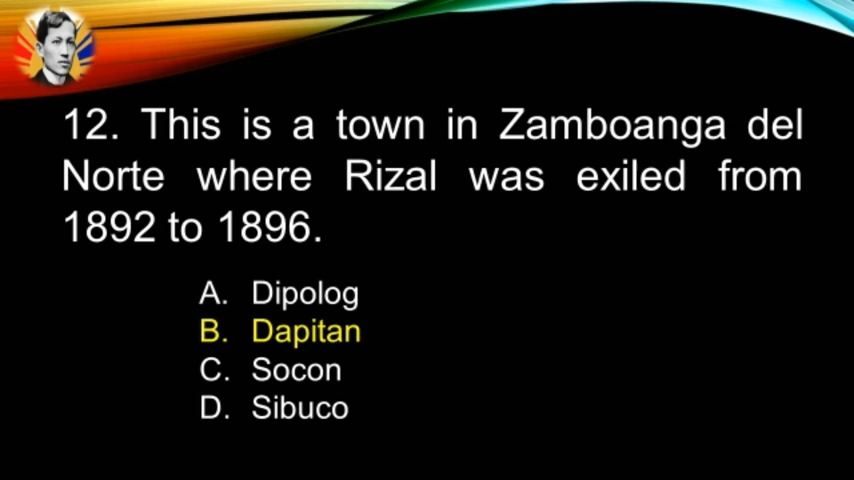 12. This is a town in Zamboanga del
Norte where Rizal was exiled from
1892 to 1896.
A. Dipolog
B. Dapitan
C. Socon
D. Sibuco